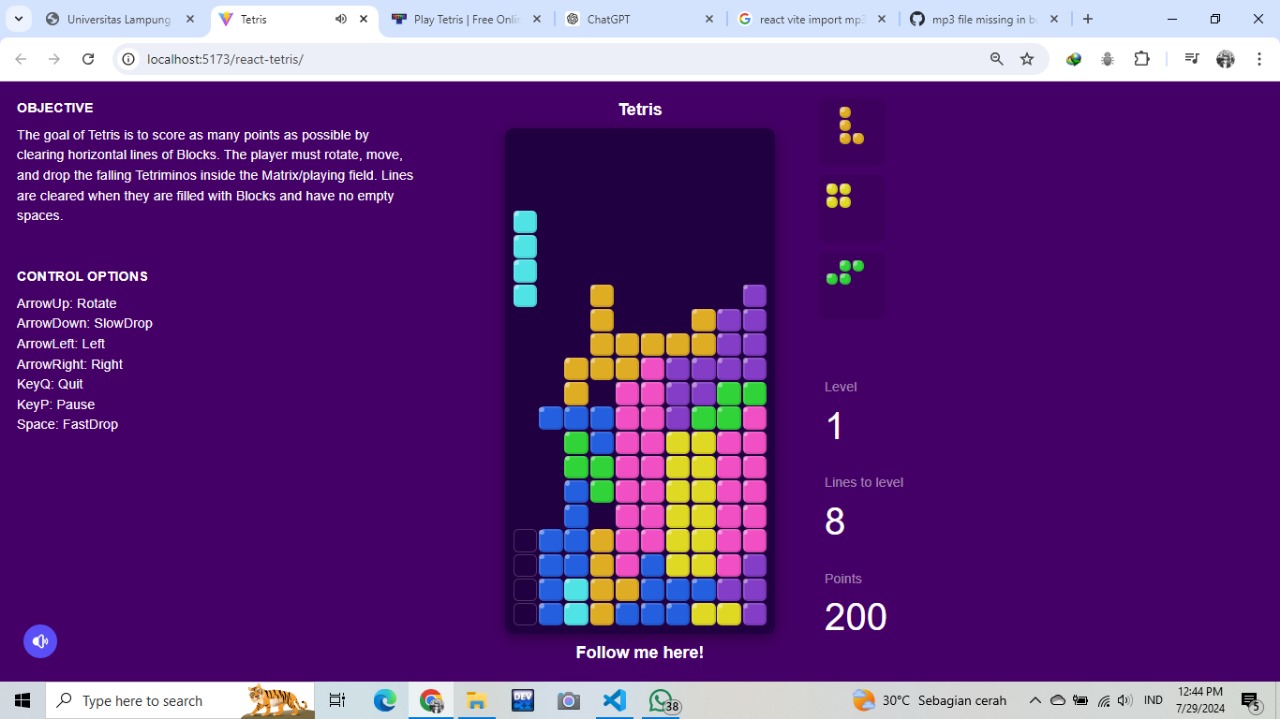 Universitas Lampung
Tetris
Play Tetris | Free Onli
ChatGPT
react vite import mp3
mp3 file missing in b
localhost:5173/react-tetris/
OBJECTIVE
The goal of Tetris is to score as many points as possible by
clearing horizontal lines of Blocks. The player must rotate, move,
and drop the falling Tetriminos inside the Matrix/playing field. Lines
are cleared when they are filled with Blocks and have no empty
spaces.
CONTROL OPTIONS
ArrowUp: Rotate
ArrowDown: SlowDrop
ArrowLeft: Left
ArrowRight: Right
KeyQ: Quit
KeyP: Pause
Space: FastDrop
Tetris
Follow me here!
Level
1
Lines to level
8
Points
200
Type here to search
DEV
38
30°C Sebagian cerah
IND
12:44 PM
7/29/2024
5